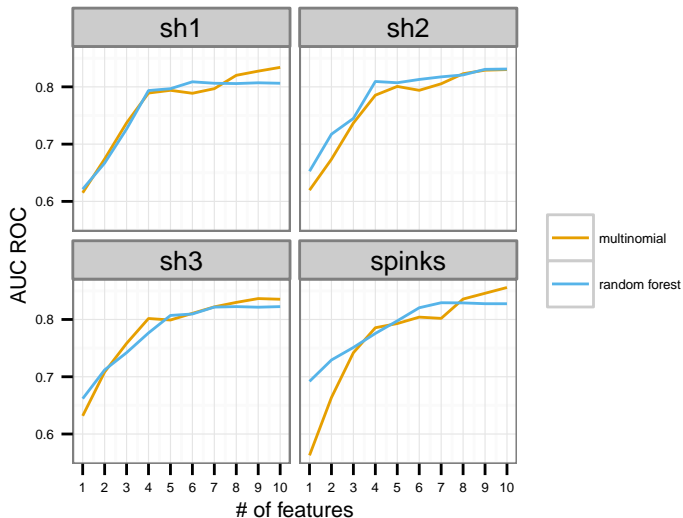 sh1
sh2
0.8
0.7
0.6
sh3
spinks
0.8
0.7
0.6
1 2 3 4 5 6 7 8 9 10
1 2 3 4 5 6 7 8 9 10
# of features
AUC ROC
multinomial
random forest